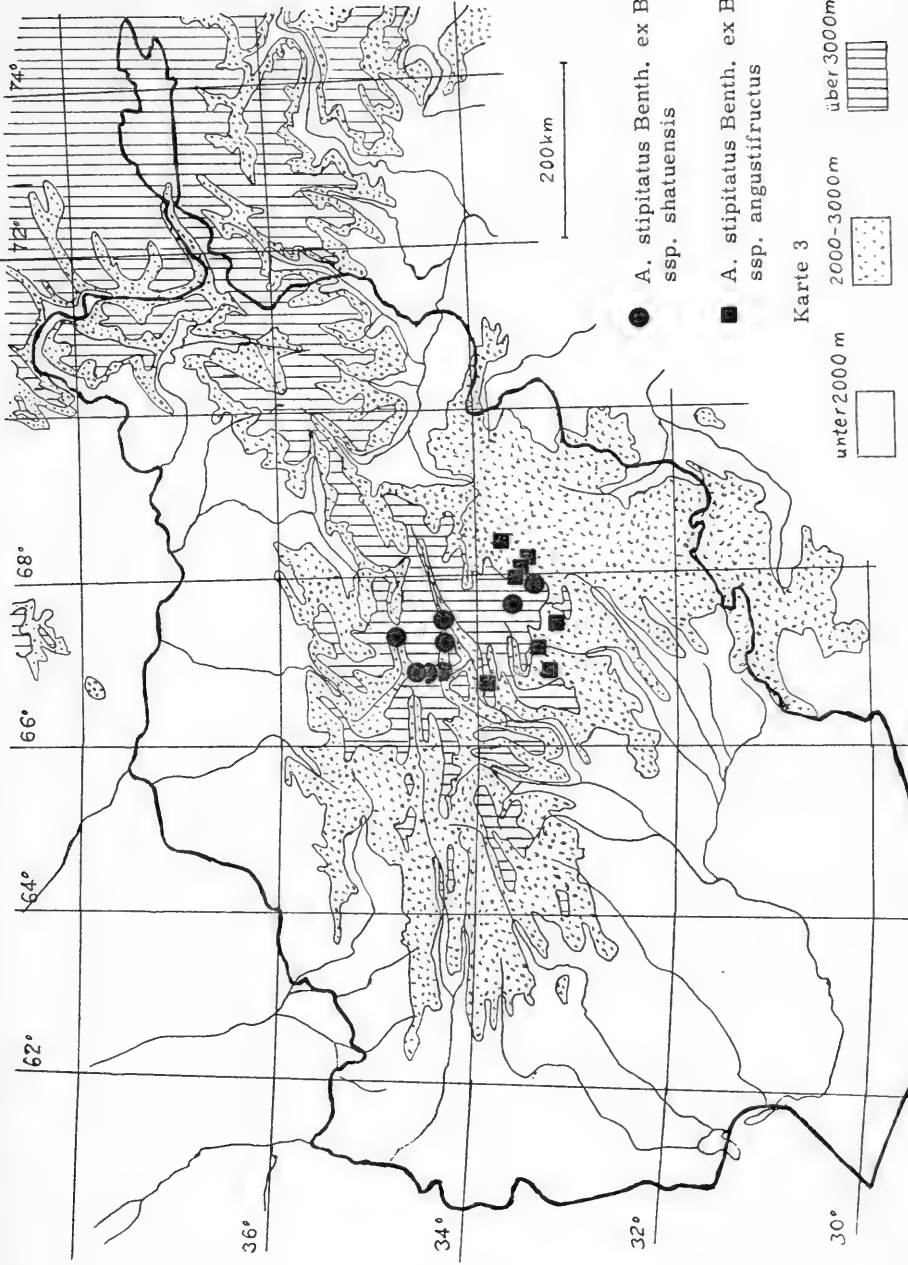 62°
64°
66°
68°
72°
74°
36°
34°
32°
30°
200km
A. stipitatus Benth. ex B
ssp. shatuensis
A. stipitatus Benth. ex B
ssp. angustifructus
Karte 3
unter 2000 m
2000-3000m
über 3000m